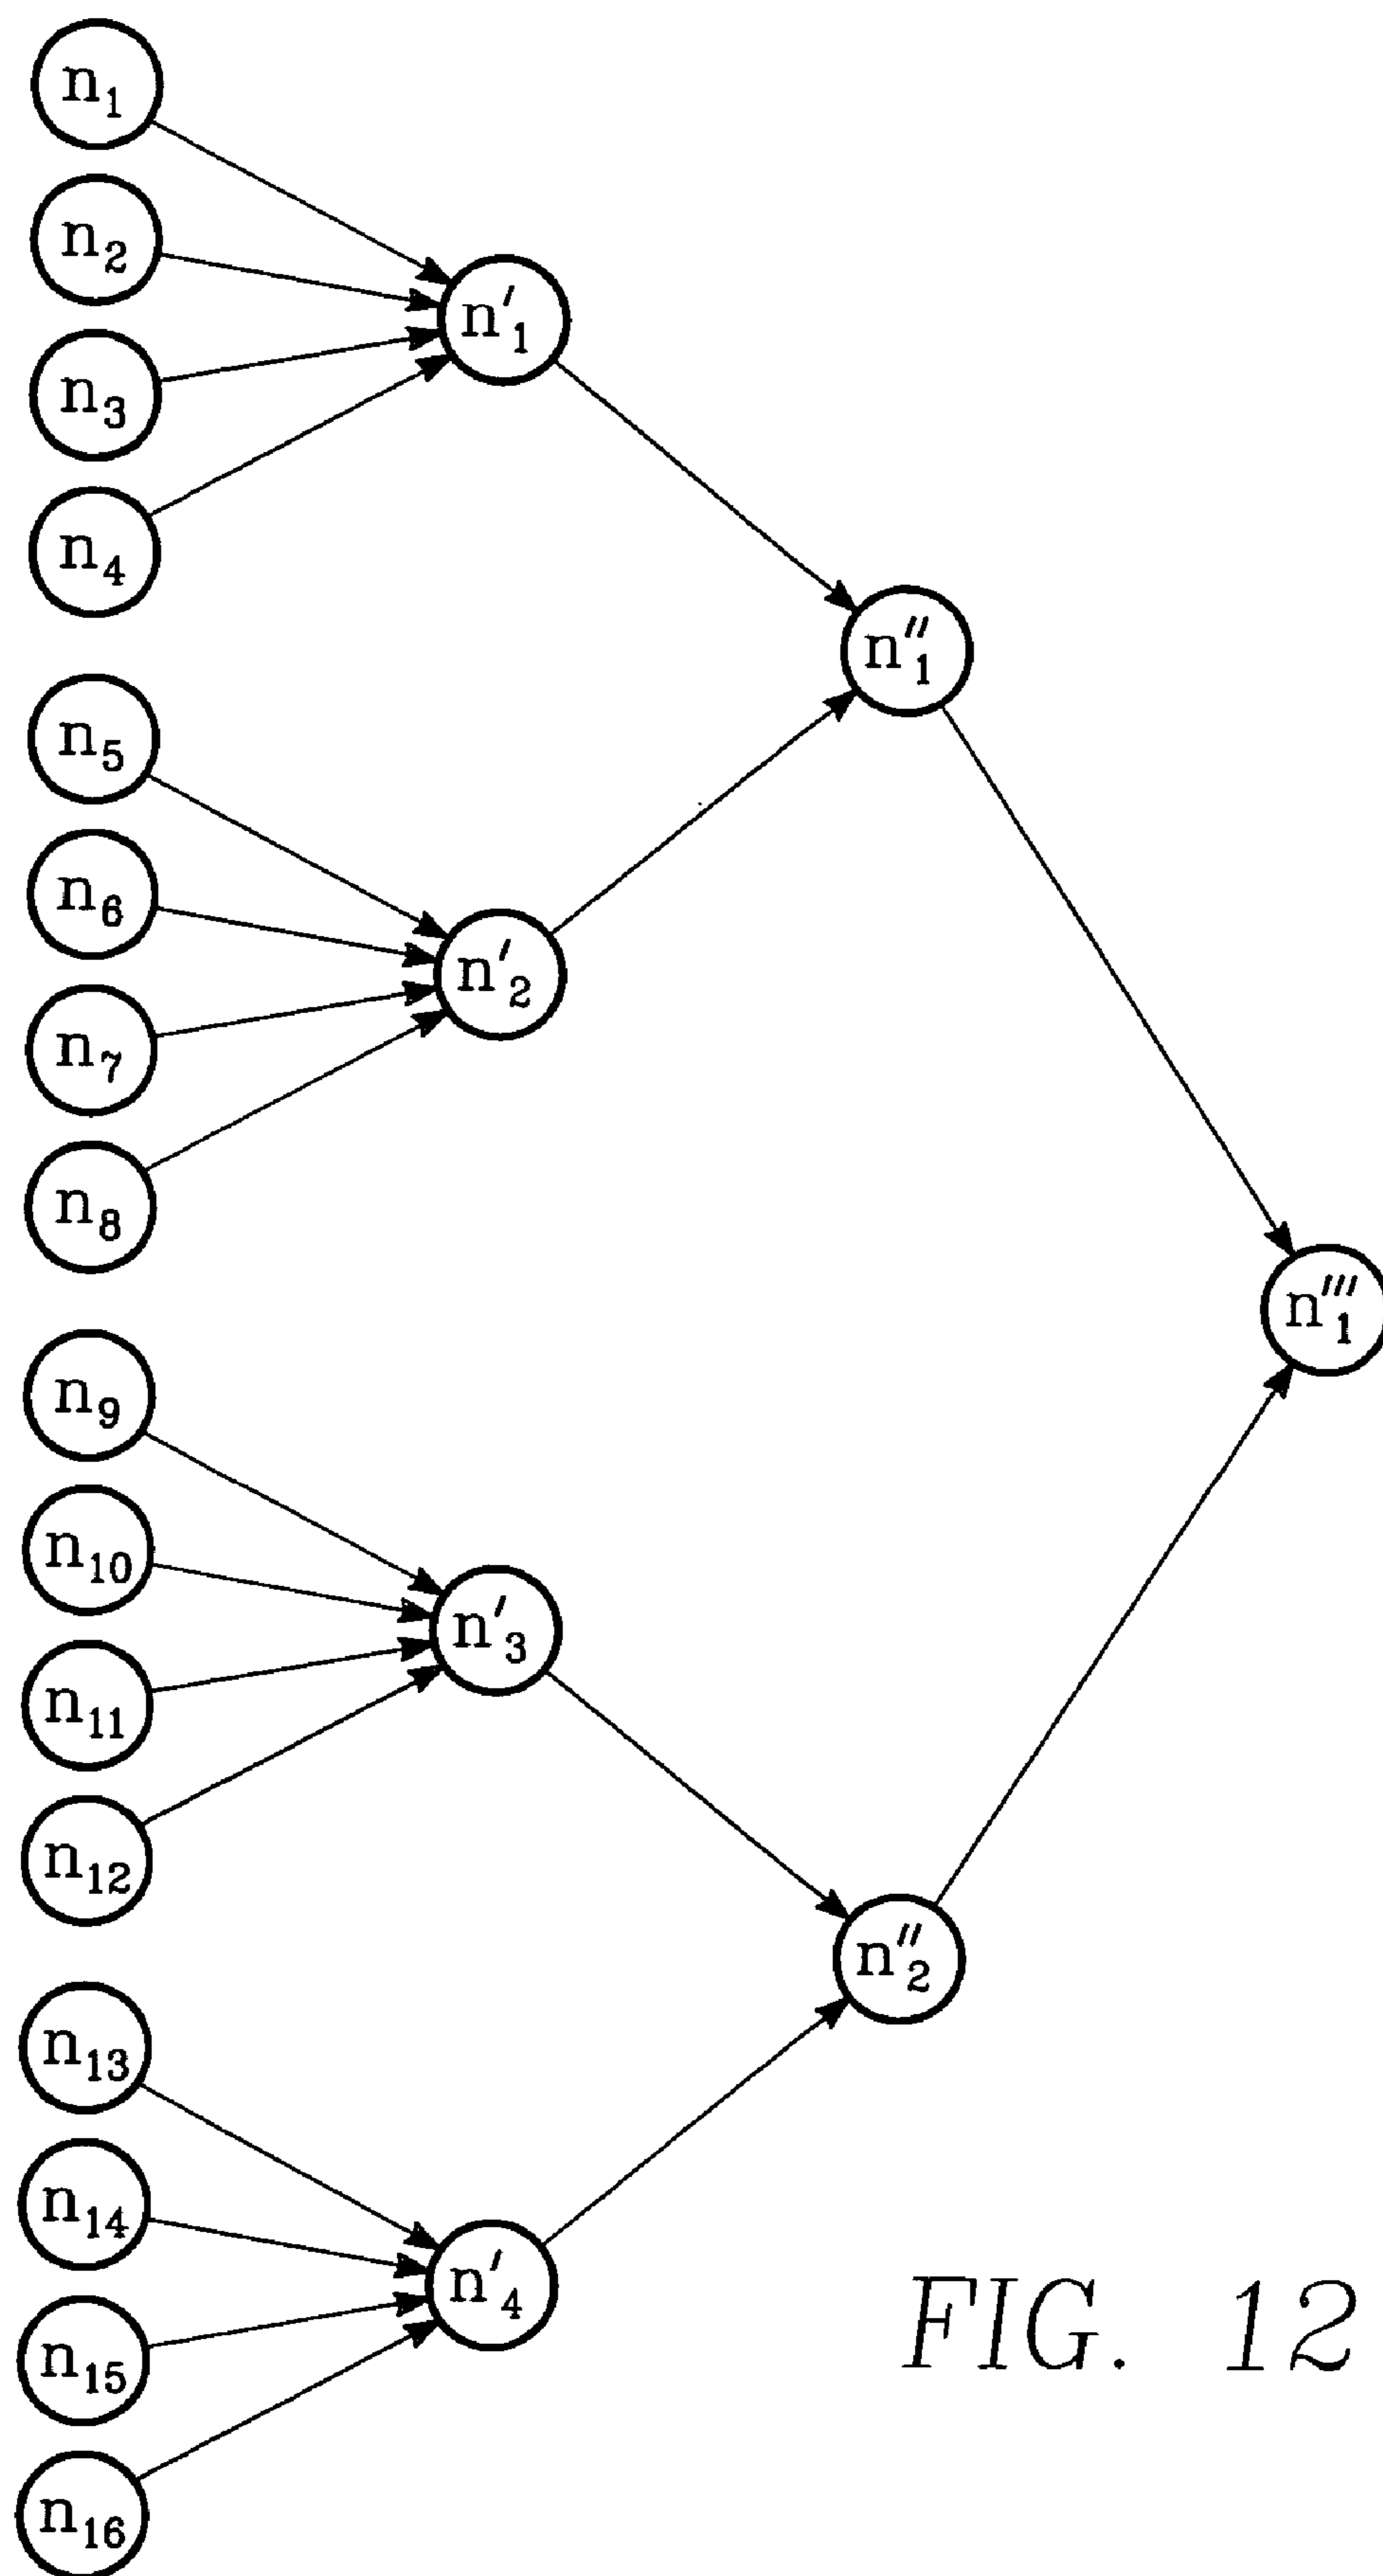 n₁
n₂
n₃
n₄
n′₁
n₅
n₆
n₇
n₈
n′₂
n″₁
n₉
n₁₀
n₁₁
n₁₂
n′₃
n₁₃
n₁₄
n₁₅
n₁₆
n′₄
n″₂
n‴₁
FIG. 12